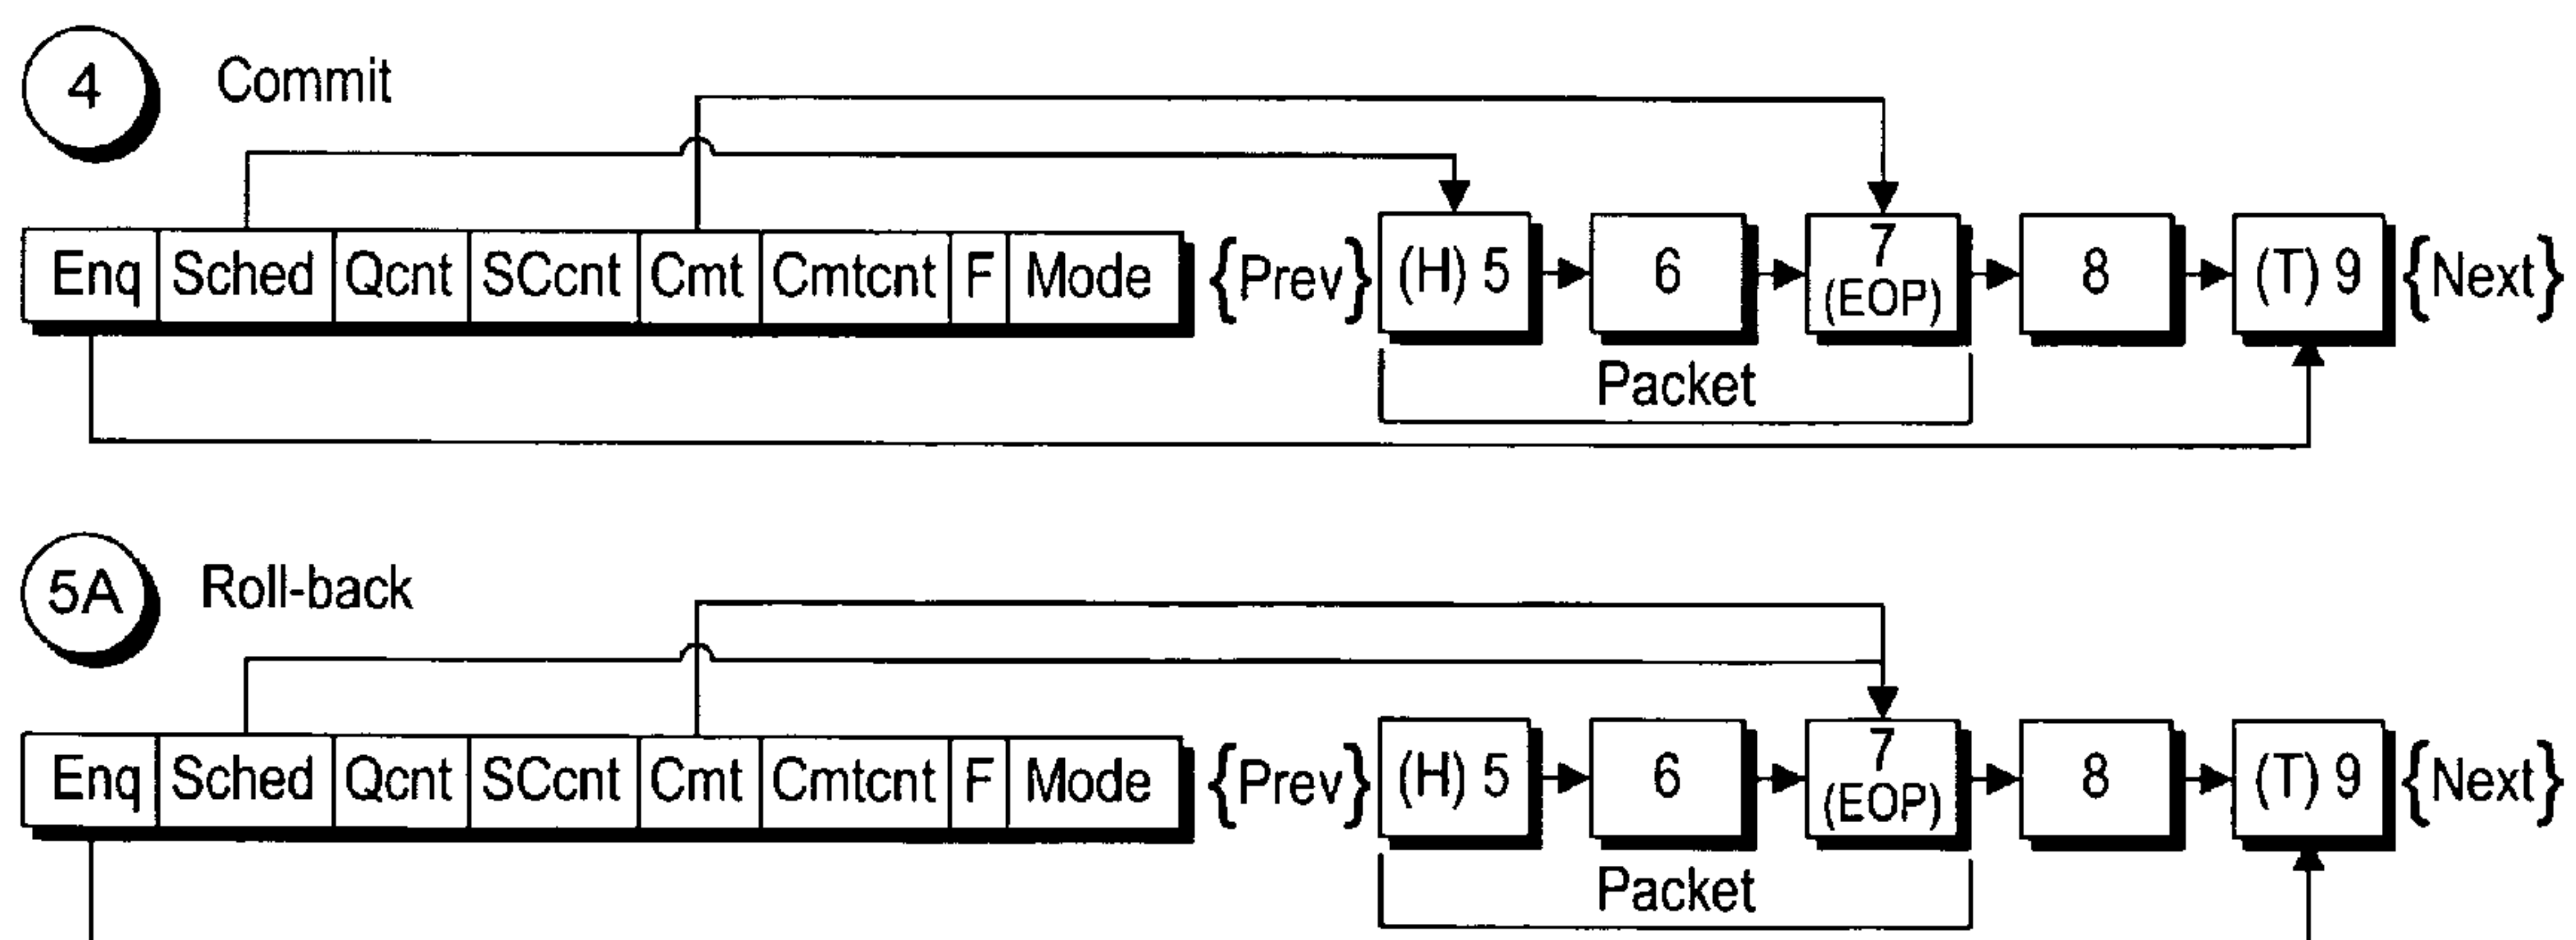 4 Commit
Enq Sched Qcnt SCcnt Cmt Cmtcnt F Mode {Prev} (H) 5 6 7 (EOP) 8 (T) 9 {Next}
Packet
5A Roll-back
Enq Sched Qcnt SCcnt Cmt Cmtcnt F Mode {Prev} (H) 5 6 7 (EOP) 8 (T) 9 {Next}
Packet